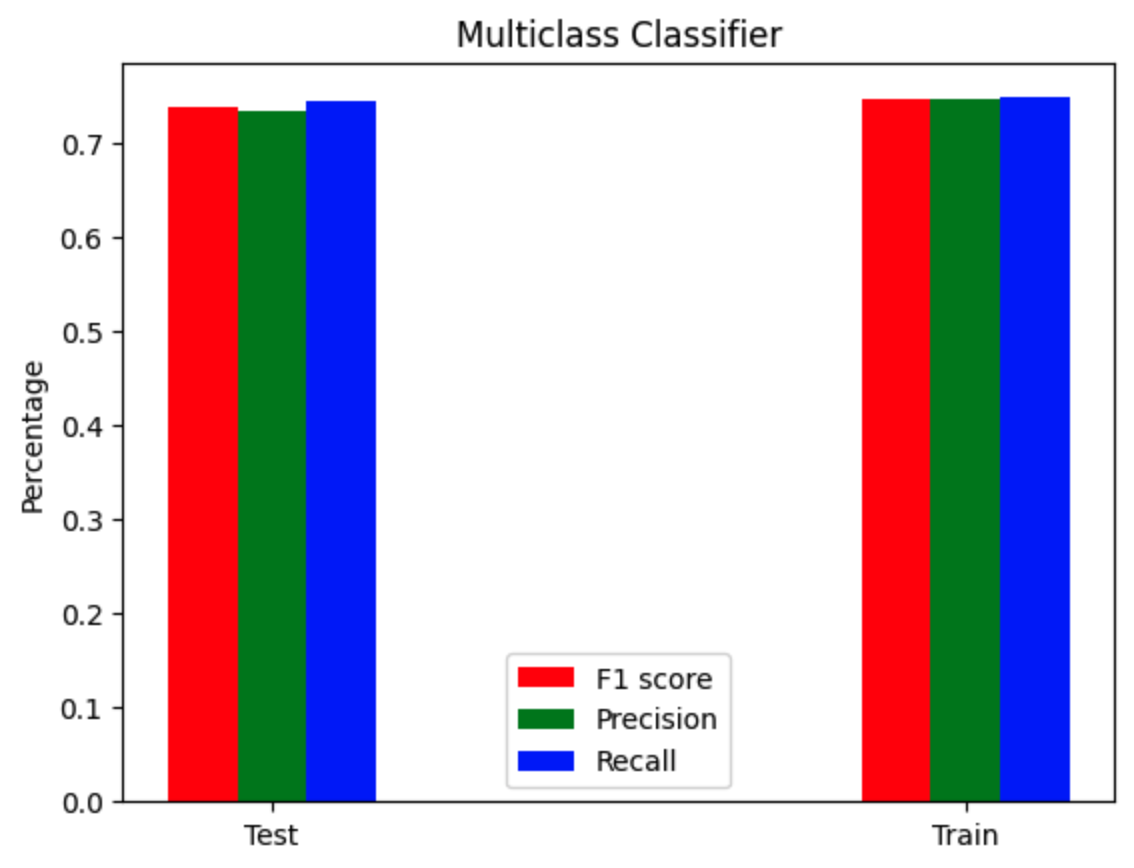 Multiclass Classifier
Percentage
0.7
0.6
0.5
0.4
0.3
0.2
0.1
0.0
F1 score
Precision
Recall
Test
Train